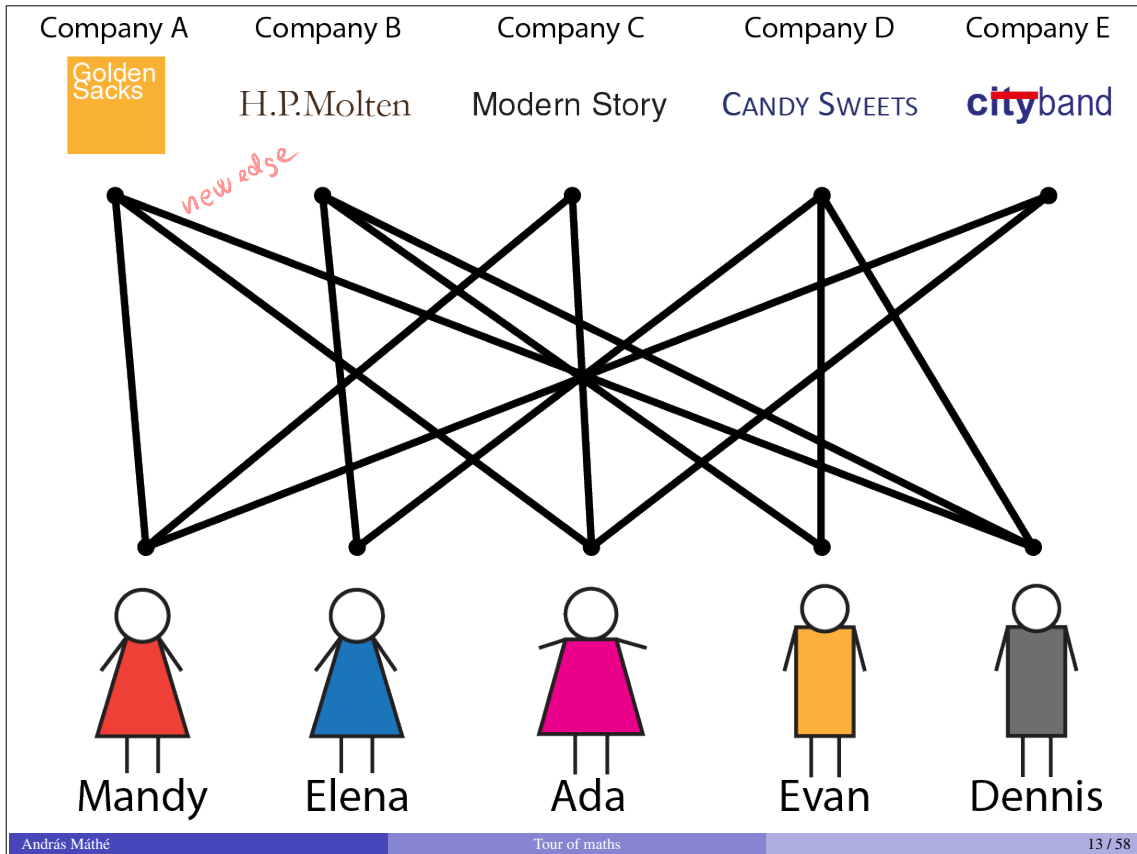 Company A Company B Company C Company D Company E
Golden
Sacks
H.P.Molten Modern Story CANDY SWEETS cityband
new edge
Mandy Elena Ada Evan Dennis
András Máthé Tour of maths 13 / 58